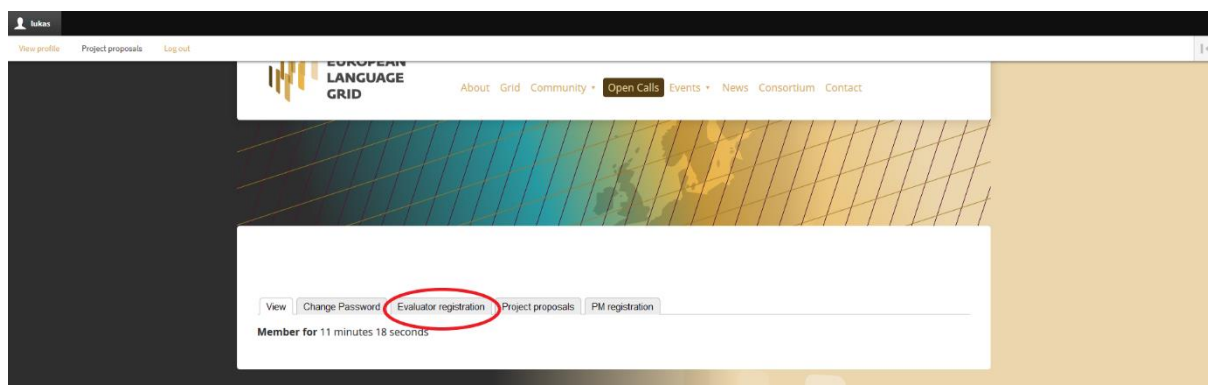 lukas
View profile Project proposals Log out
EUROPEAN
LANGUAGE
GRID
About Grid Community Open Calls Events News Consortium Contact
View Change Password Evaluator registration Project proposals PM registration
Member for 11 minutes 18 seconds